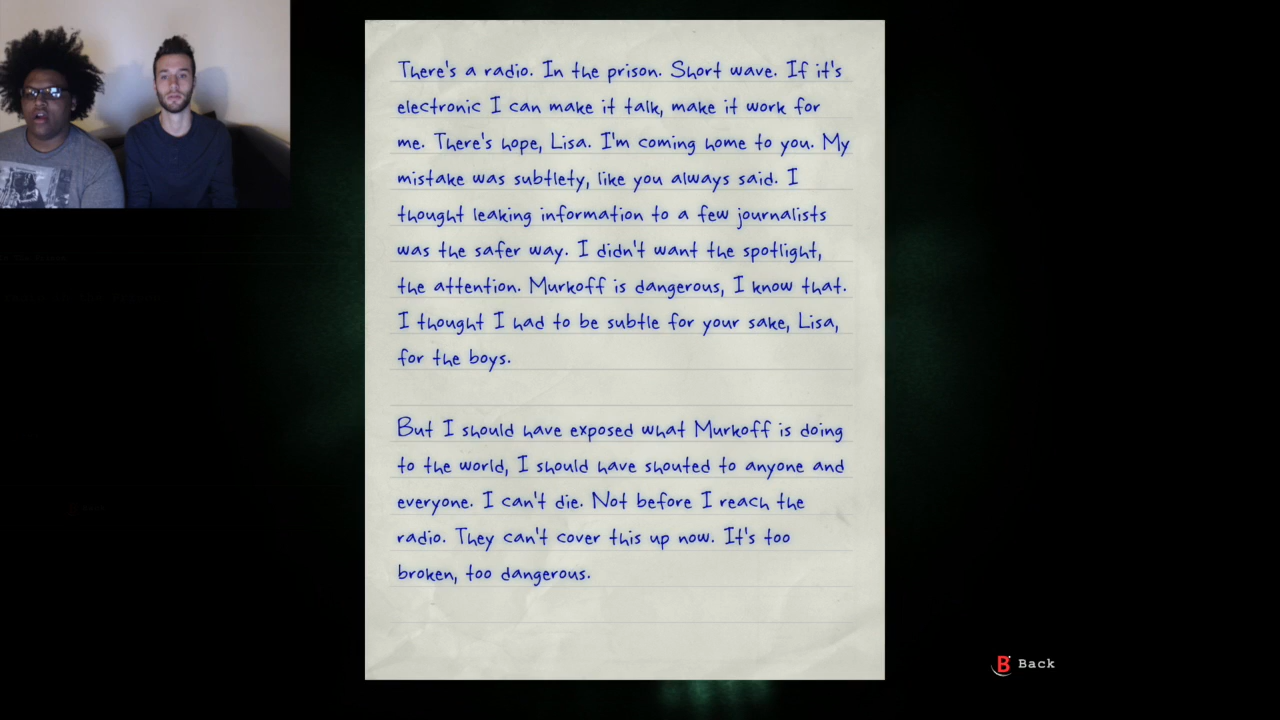 There's a radio. In the prison. Short wave. If it's
electronic I can make it talk, make it work for
me. There's hope, Lisa. I'm coming home to you. My
mistake was subtlety, like you always said. I
thought leaking information to a few journalists
was the safer way. I didn't want the spotlight,
the attention. Murkoff is dangerous, I know that.
I thought I had to be subtle for your sake, Lisa,
for the boys.
But I should have exposed what Murkoff is doing
to the world, I should have shouted to anyone and
everyone. I can't die. Not before I reach the
radio. They can't cover this up now. It's too
broken, too dangerous.
B Back